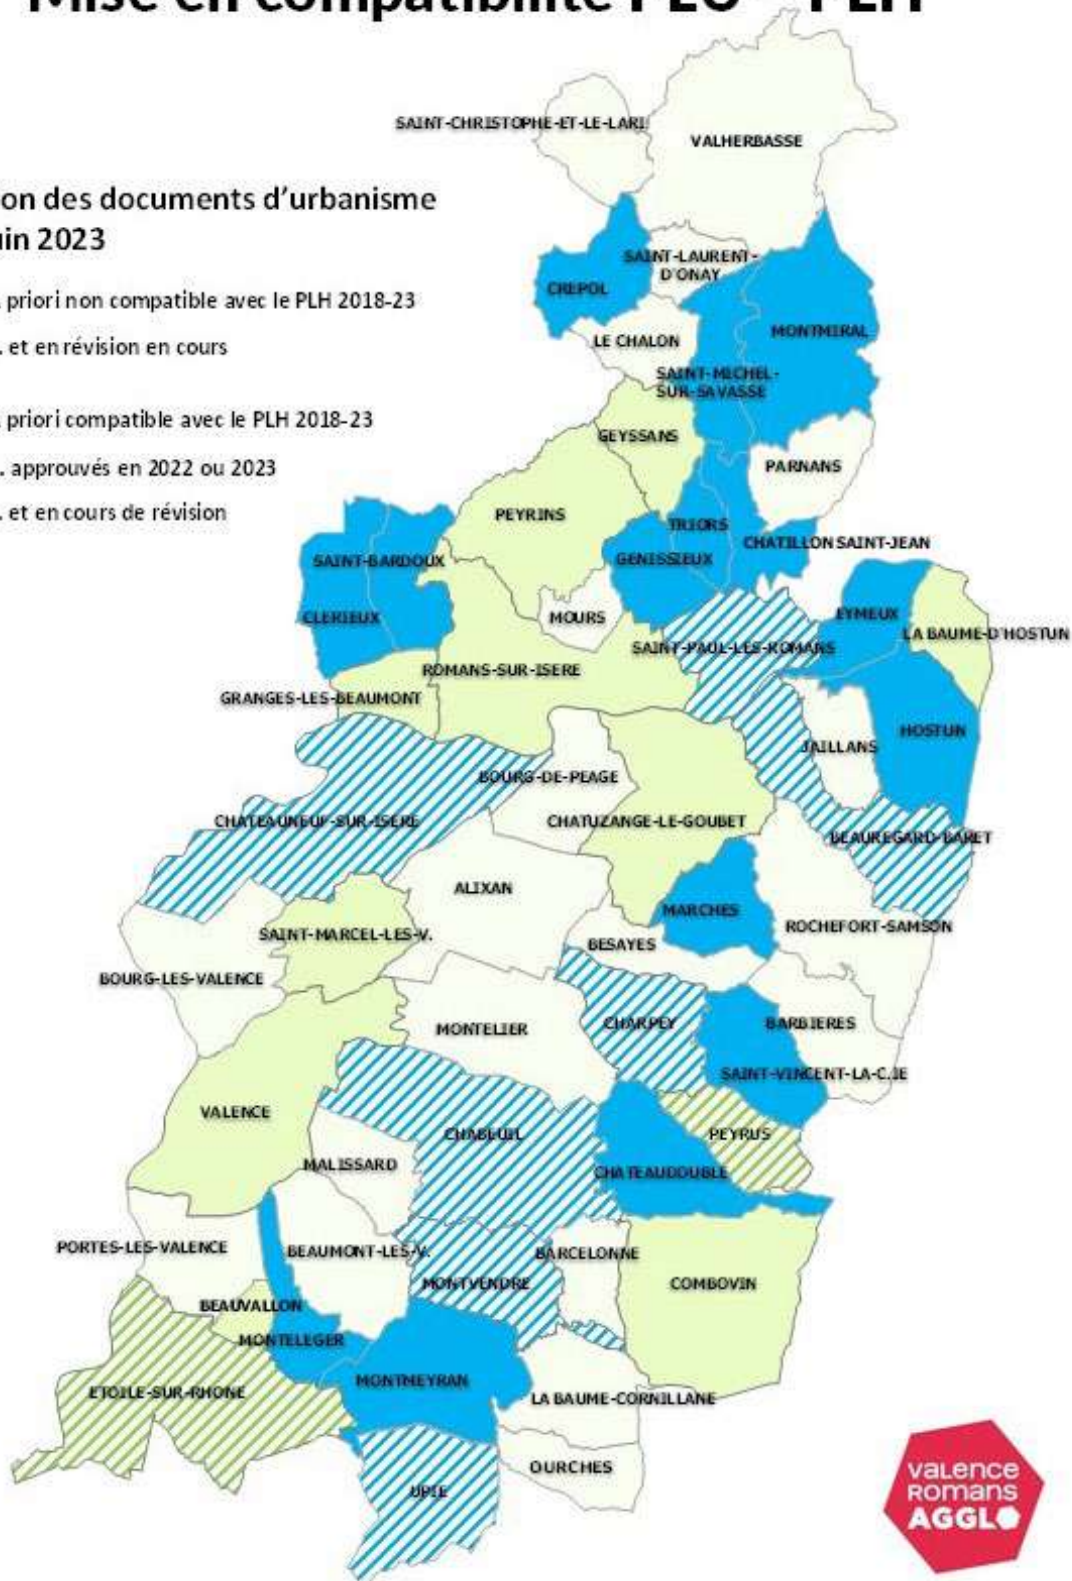 Mise en compatibilité PLU - PLH
on des documents d'urbanisme
uin 2023
priori non compatible avec le PLH 2018-23
. et en révision en cours
priori compatible avec le PLH 2018-23
. approuvés en 2022 ou 2023
. et en cours de révision
SAINT-CHRISTOPHE-ET-LE-LARI
VALHERBASSE
SAINT-LAURENT-
D'ONAY
CREPOL
MONTMIRAL
LE CHALON
SAINT-MICHEL-
SUR-SAVASSE
GEYSSANS
PARNANS
PEYRINS
TRIORS
CHATILLON SAINT-JEAN
SAINT-BARDOUX
GENISSIEUX
CLERIEUX
MOURS
EYMEUX
LA BAUME-D'HOSTUN
SAINT-PAUL-LES-ROMANS
ROMANS-SUR-ISERE
GRANGES-LES-BEAUMONT
HOSTUN
JAILLANS
BOURG-DE-PEAGE
CHATEAUNEUF-SUR-ISERE
CHATUZANGE-LE-GOUBET
BEAUREGARD-BARET
ALIXAN
MARCHES
ROCHEFORT-SAMSON
SAINT-MARCEL-LES-V.
BESAYES
BOURG-LES-VALENCE
MONTELIER
CHARPEY
BARBIERES
SAINT-VINCENT-LA-C.IE
VALENCE
CHABEUIL
PEYRUS
MALISSARD
CHATEAUDOUBLE
PORTES-LES-VALENCE
BEAUMONT-LES-V.
BARCELONNE
MONTVENDRE
COMBOVIN
BEAUVALLON
MONTELEGER
ETOILE-SUR-RHONE
MONTMEYRAN
LA BAUME-CORNILLANE
OURCHES
UPIE
valence
Romans
AGGLO